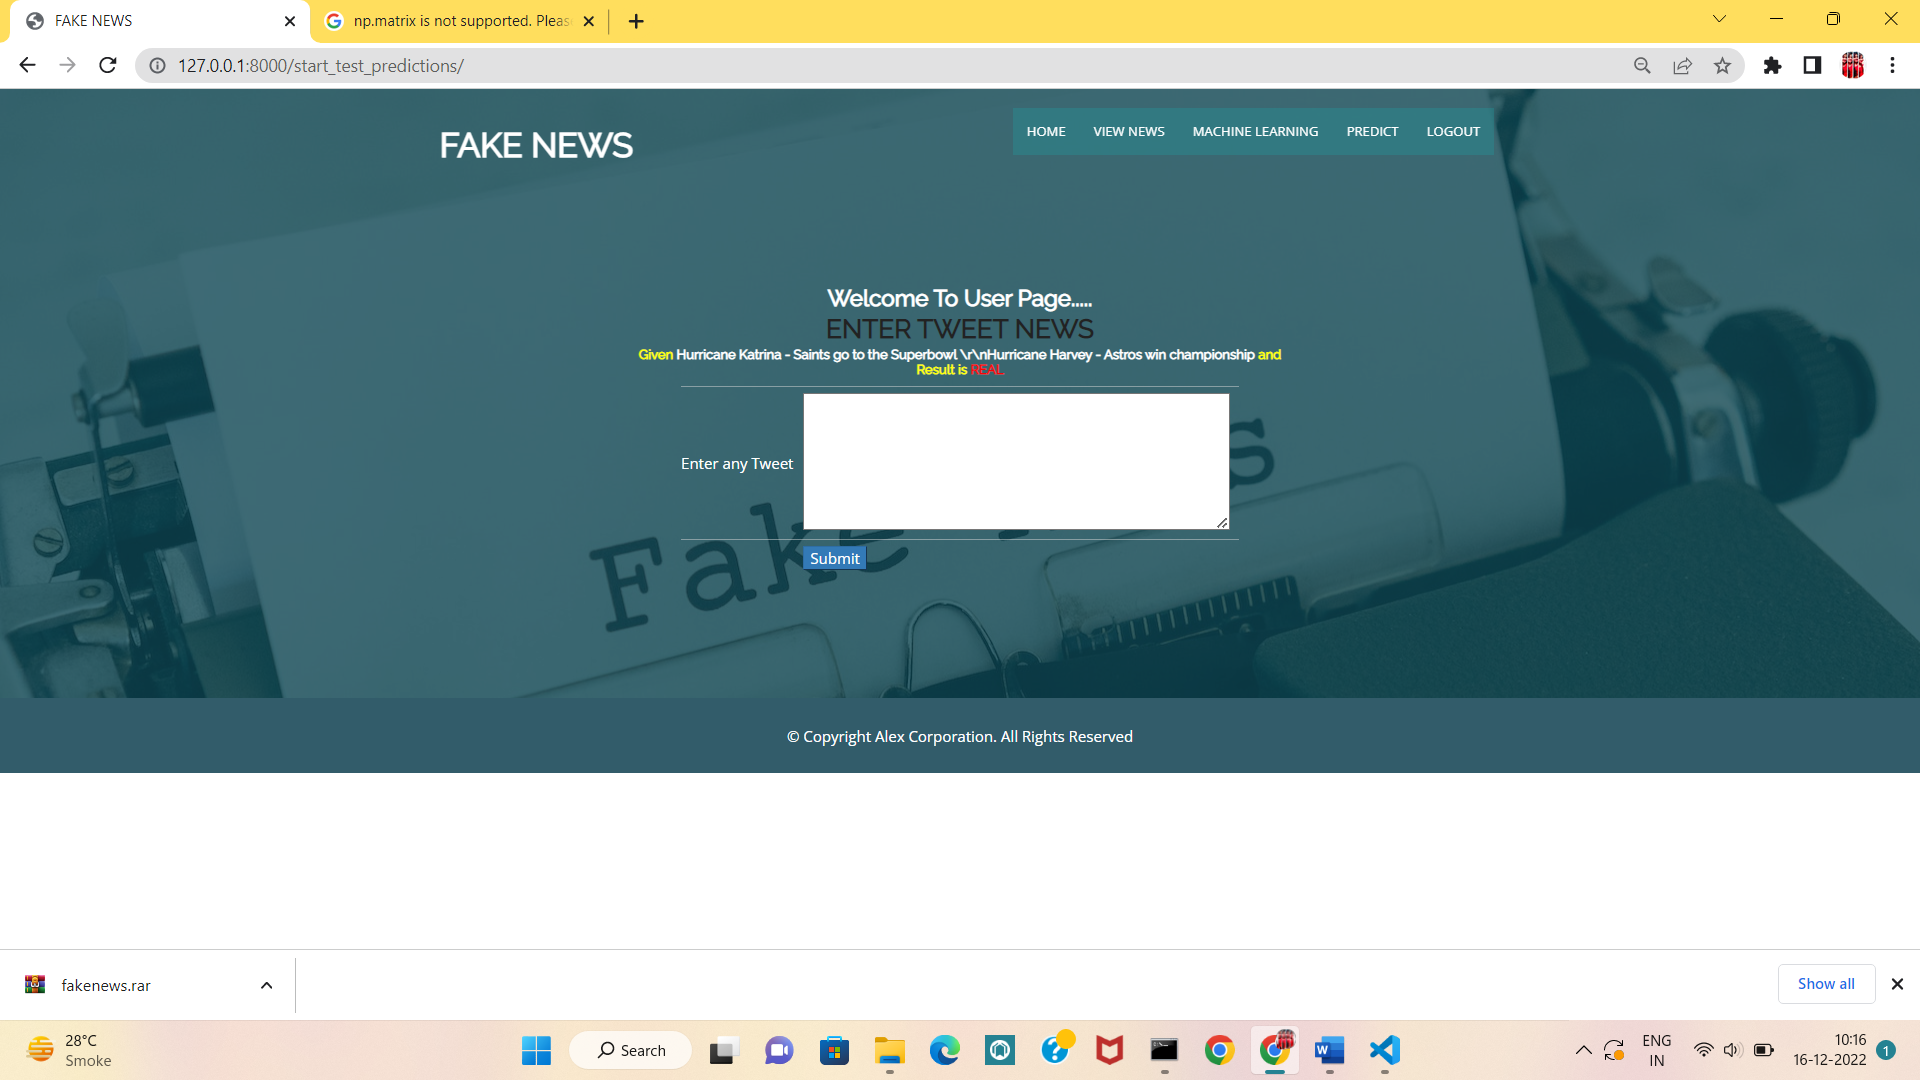 FAKE NEWS
np.matrix is not supported. Pleas
127.0.0.1:8000/start_test_predictions/
FAKE NEWS
HOME VIEW NEWS MACHINE LEARNING PREDICT LOGOUT
Welcome To User Page.....
ENTER TWEET NEWS
Given Hurricane Katrina - Saints go to the Superbowl \r\nHurricane Harvey - Astros win championship and
Result is REAL
Enter any Tweet
Submit
Fake
s
© Copyright Alex Corporation. All Rights Reserved
fakenews.rar
Show all
28°C
Smoke
Search
ENG
IN
10:16
16-12-2022
1